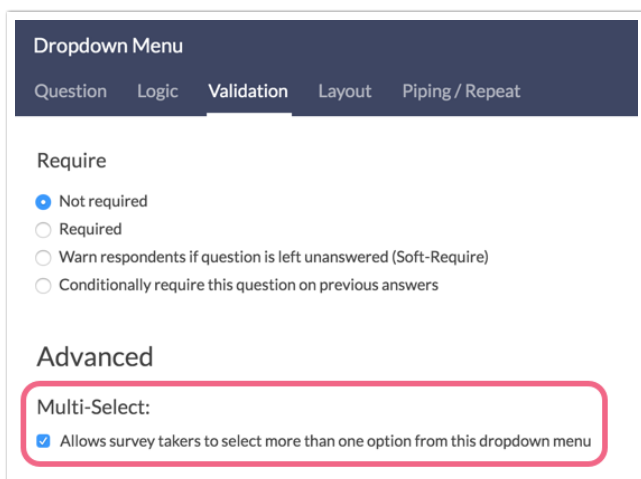 Dropdown Menu
Question Logic Validation Layout Piping / Repeat
Require
Not required
Required
Warn respondents if question is left unanswered (Soft-Require)
Conditionally require this question on previous answers
Advanced
Multi-Select:
Allows survey takers to select more than one option from this dropdown menu